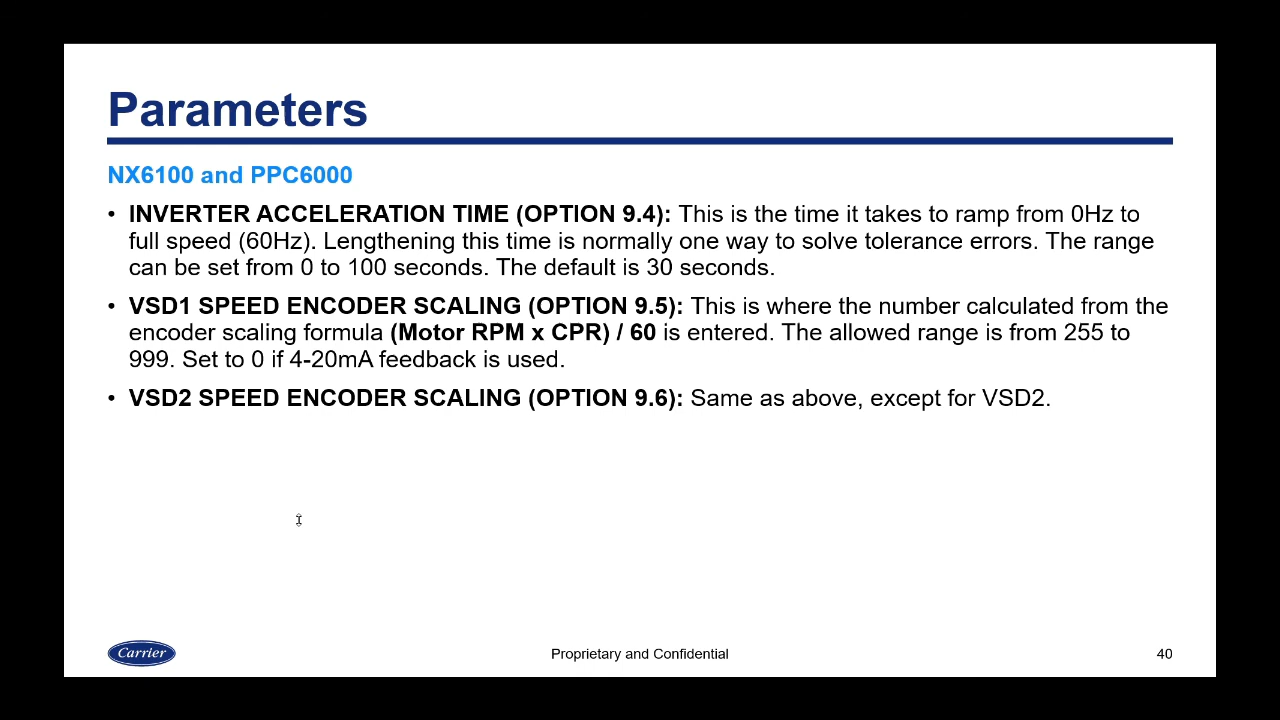 Parameters
NX6100 and PPC6000
• INVERTER ACCELERATION TIME (OPTION 9.4): This is the time it takes to ramp from 0Hz to
full speed (60Hz). Lengthening this time is normally one way to solve tolerance errors. The range
can be set from 0 to 100 seconds. The default is 30 seconds.
• VSD1 SPEED ENCODER SCALING (OPTION 9.5): This is where the number calculated from the
encoder scaling formula (Motor RPM x CPR) / 60 is entered. The allowed range is from 255 to
999. Set to 0 if 4-20mA feedback is used.
• VSD2 SPEED ENCODER SCALING (OPTION 9.6): Same as above, except for VSD2.
Carrier
Proprietary and Confidential
40